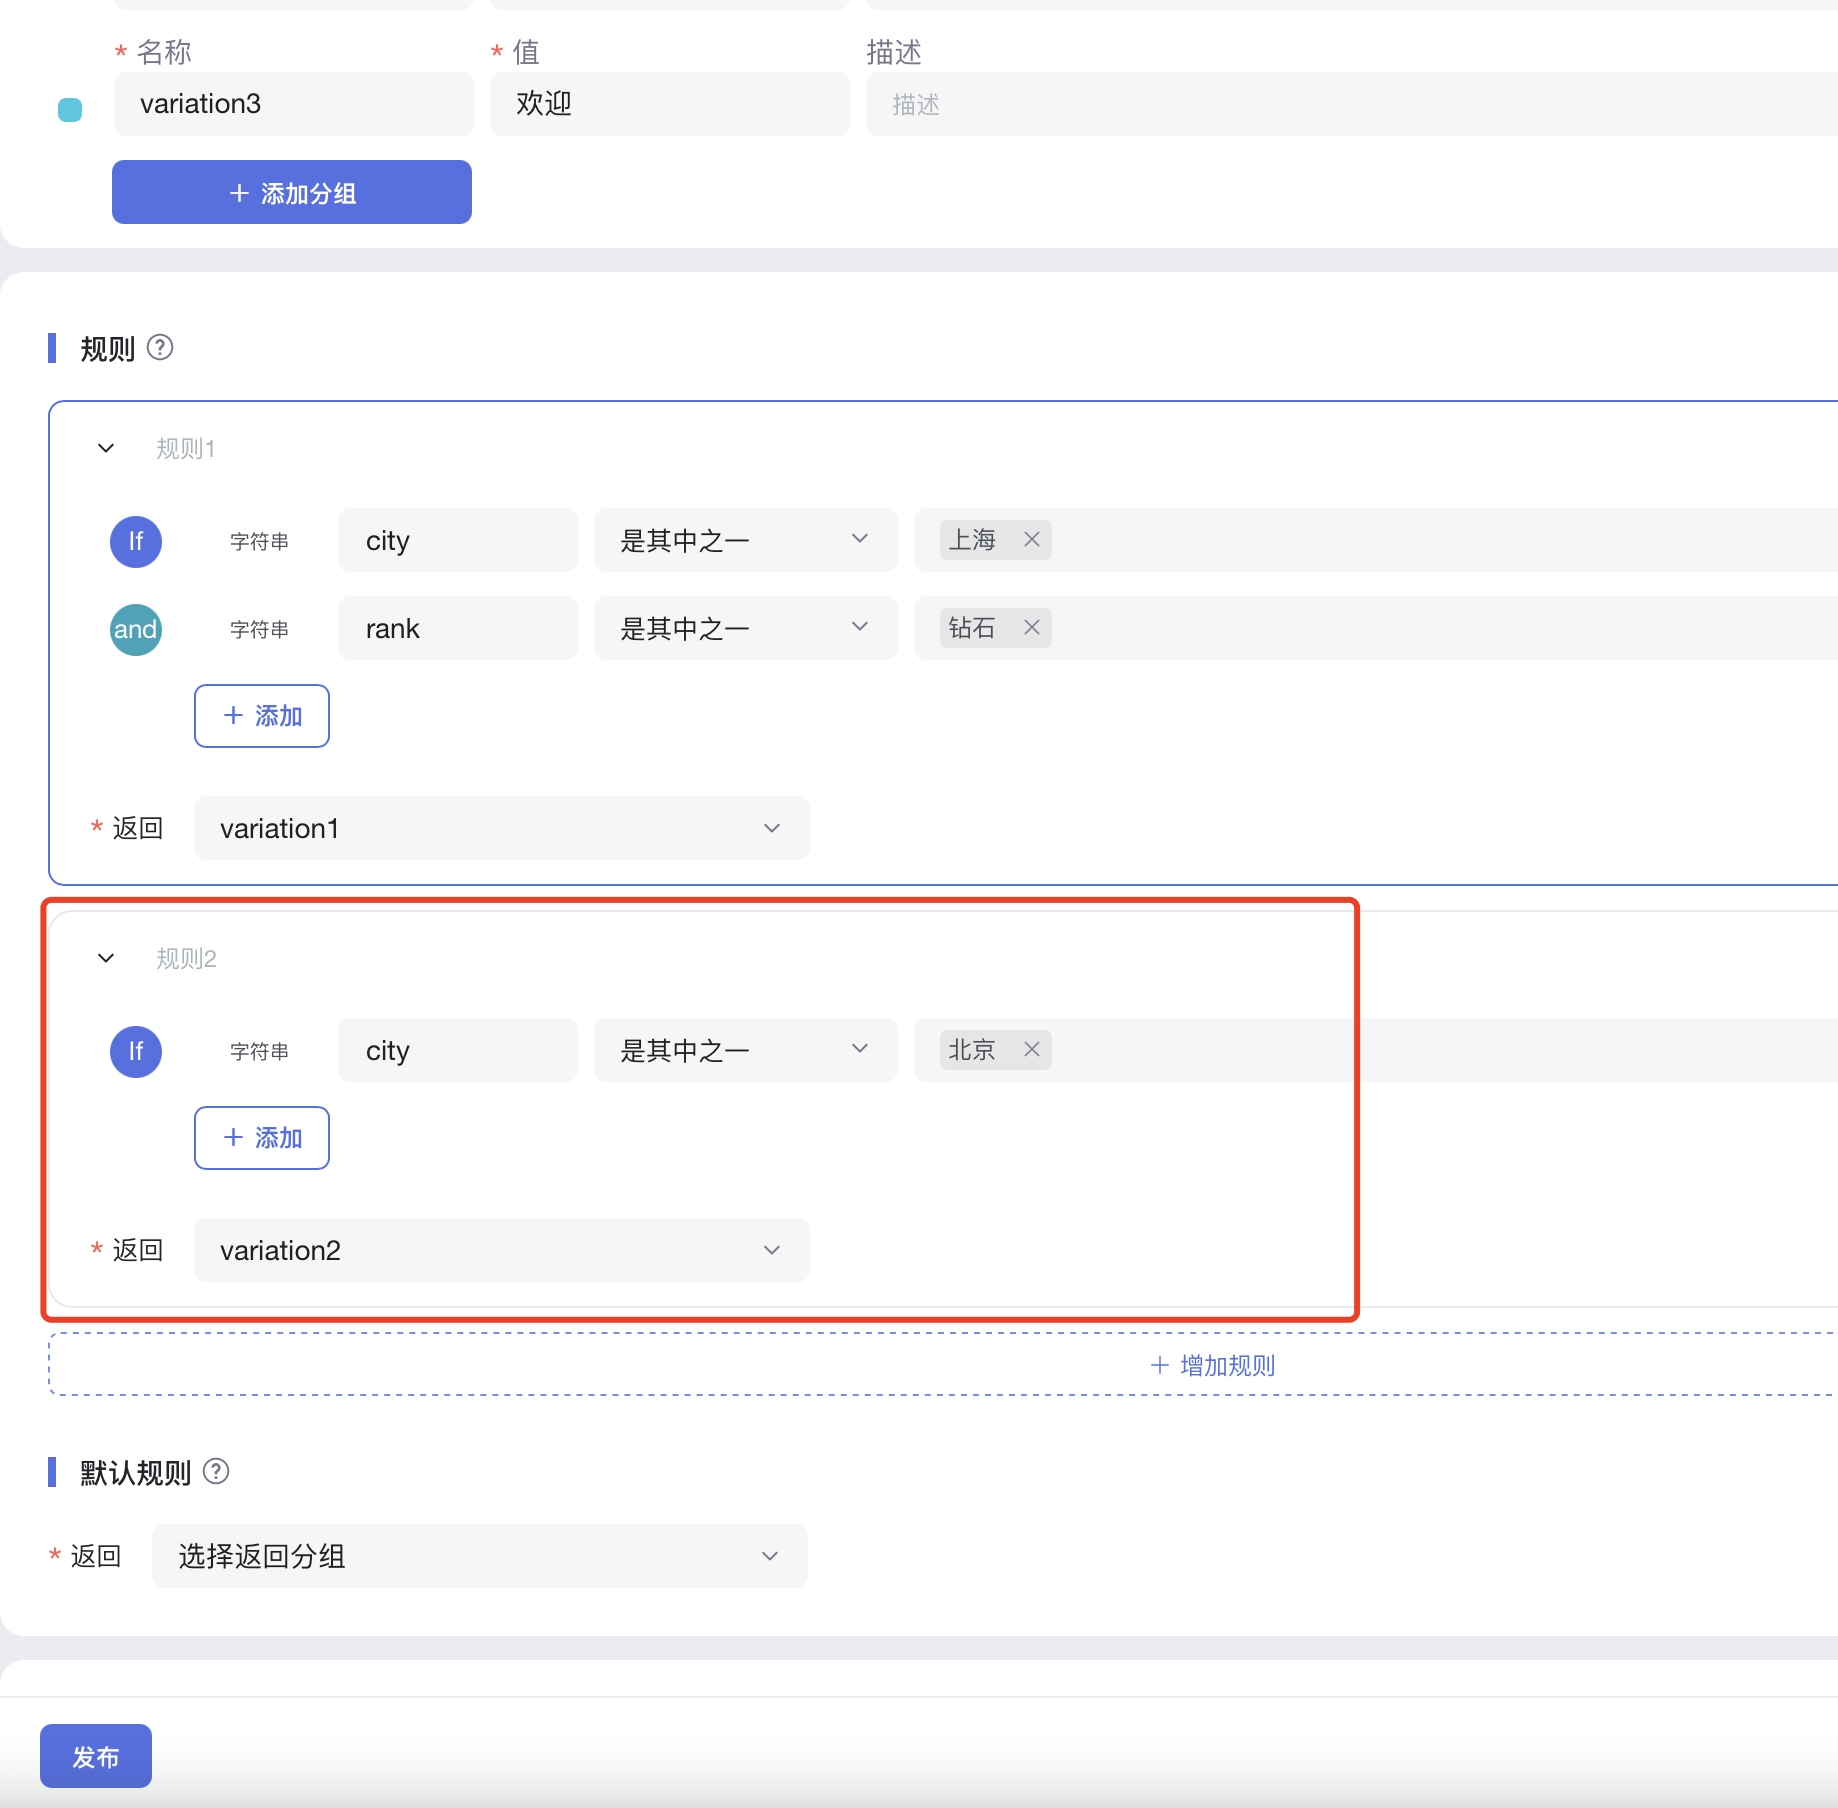 * 名称 * 值 描述
variation3 欢迎 描述
+ 添加分组
规则 ?
规则1
If 字符串 city 是其中之一 上海 ×
and 字符串 rank 是其中之一 钻石 ×
+ 添加
* 返回 variation1
规则2
If 字符串 city 是其中之一 北京 ×
+ 添加
* 返回 variation2
+ 增加规则
默认规则 ?
* 返回 选择返回分组
发布